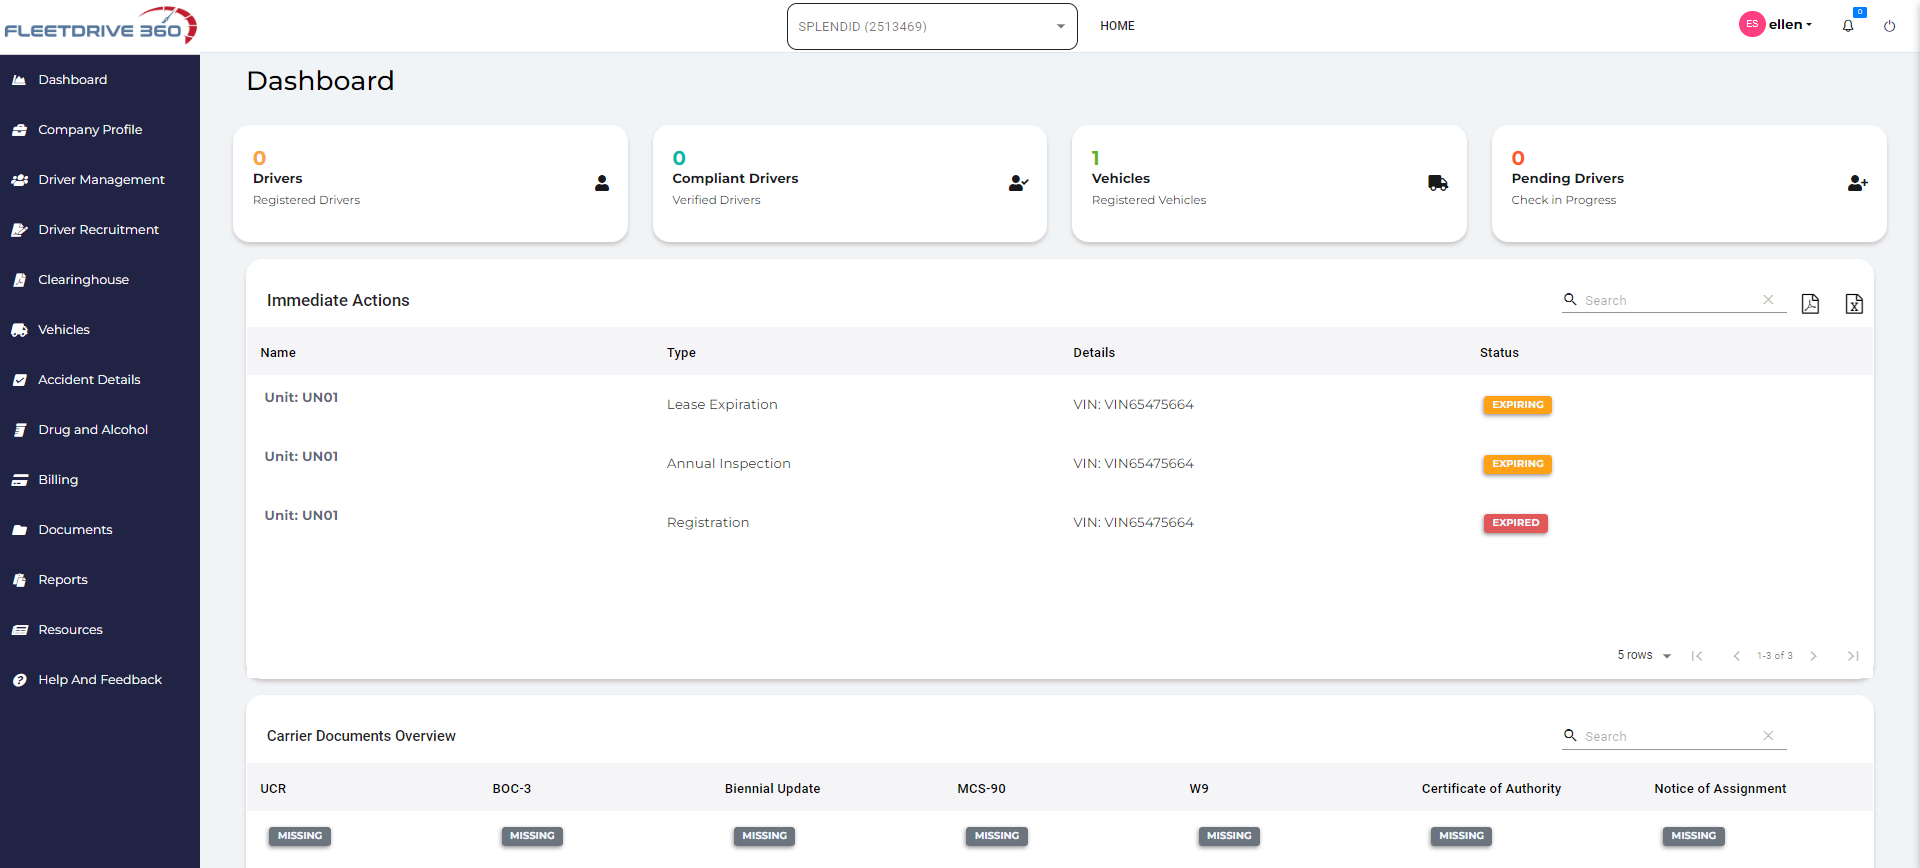 FLEETDRIVE 360
SPLENDID (2513469)
HOME
ES
ellen
0
Dashboard
Company Profile
Driver Management
Driver Recruitment
Clearinghouse
Vehicles
Accident Details
Drug and Alcohol
Billing
Documents
Reports
Resources
Help And Feedback
Dashboard
0
Drivers
Registered Drivers
0
Compliant Drivers
Verified Drivers
1
Vehicles
Registered Vehicles
0
Pending Drivers
Check in Progress
Immediate Actions
Search
Name Type Details Status
Unit: UN01 Lease Expiration VIN: VIN65475664 EXPIRING
Unit: UN01 Annual Inspection VIN: VIN65475664 EXPIRING
Unit: UN01 Registration VIN: VIN65475664 EXPIRED
5 rows 1-3 of 3
Carrier Documents Overview
Search
UCR BOC-3 Biennial Update MCS-90 W9 Certificate of Authority Notice of Assignment
MISSING MISSING MISSING MISSING MISSING MISSING MISSING